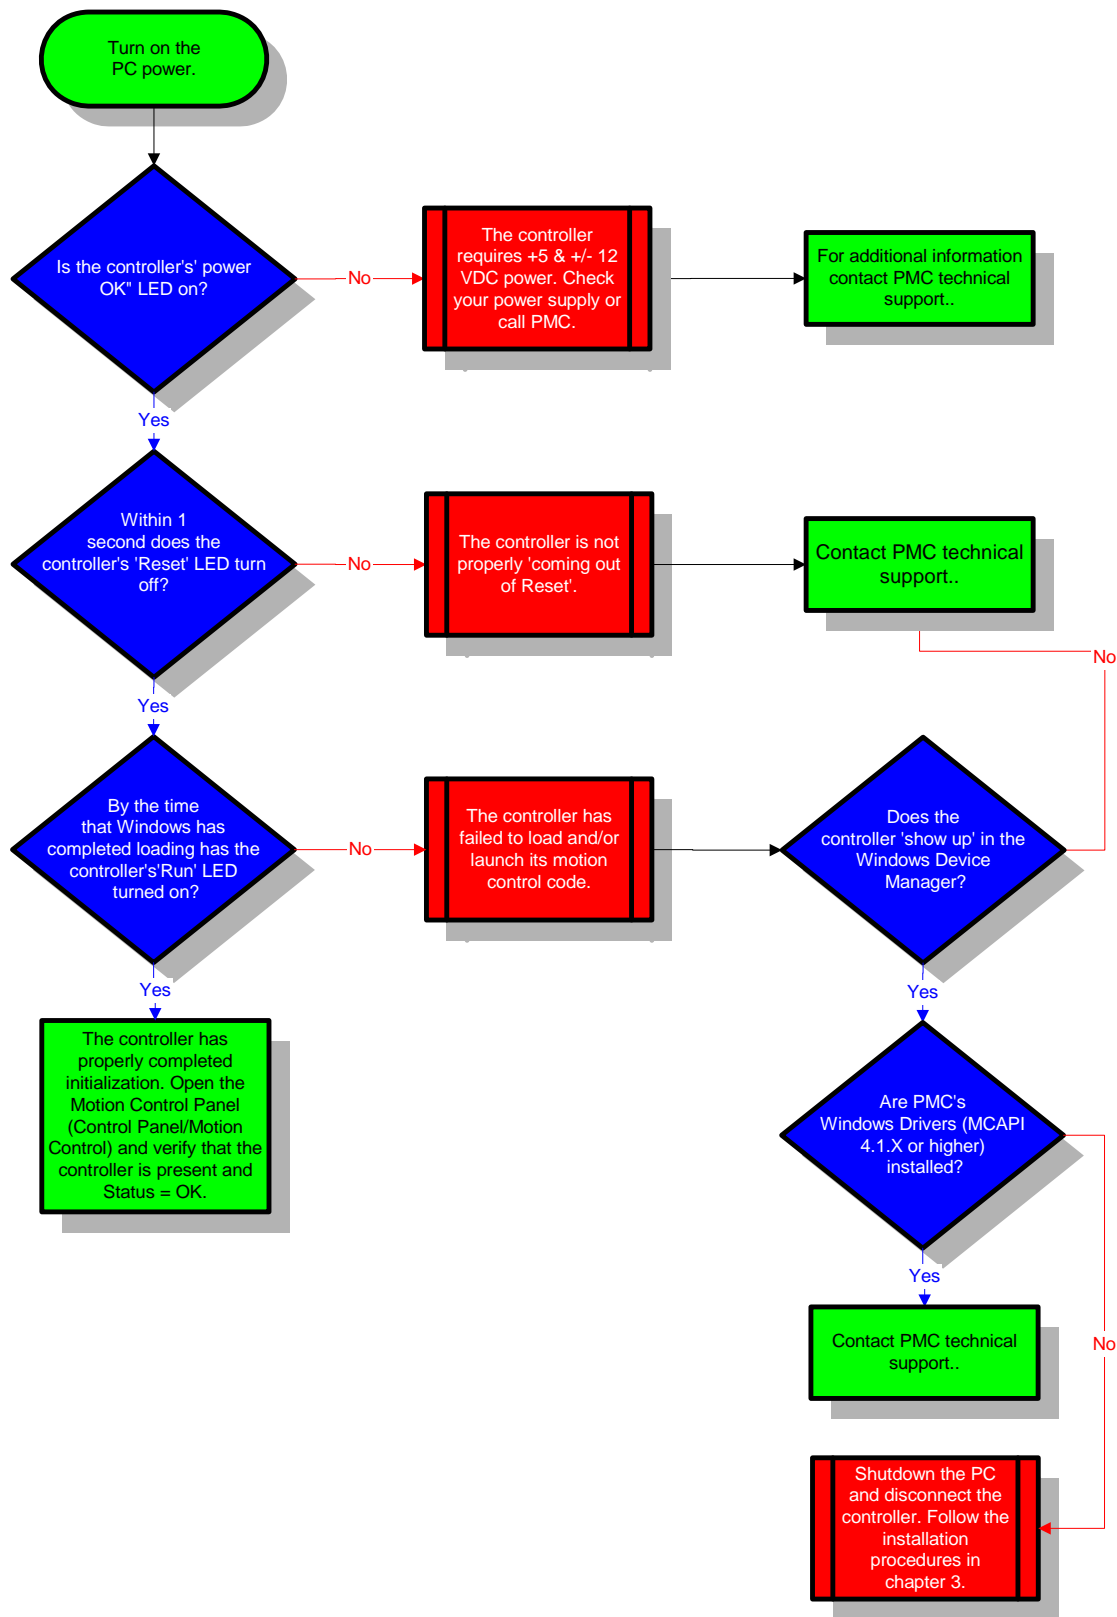 Turn on the
PC power.
Is the controller's' power
OK" LED on?
No
The controller
requires +5 & +/- 12
VDC power. Check
your power supply or
call PMC.
For additional information
contact PMC technical
support..
Yes
Within 1
second does the
controller's 'Reset' LED turn
off?
No
The controller is not
properly 'coming out
of Reset'.
Contact PMC technical
support..
No
Yes
By the time
that Windows has
completed loading has the
controller's'Run' LED
turned on?
No
The controller has
failed to load and/or
launch its motion
control code.
Does the
controller 'show up' in the
Windows Device
Manager?
Yes
The controller has
properly completed
initialization. Open the
Motion Control Panel
(Control Panel/Motion
Control) and verify that the
controller is present and
Status = OK.
Yes
Are PMC's
Windows Drivers (MCAPI
4.1.X or higher)
installed?
Yes
Contact PMC technical
support..
No
Shutdown the PC
and disconnect the
controller. Follow the
installation
procedures in
chapter 3.